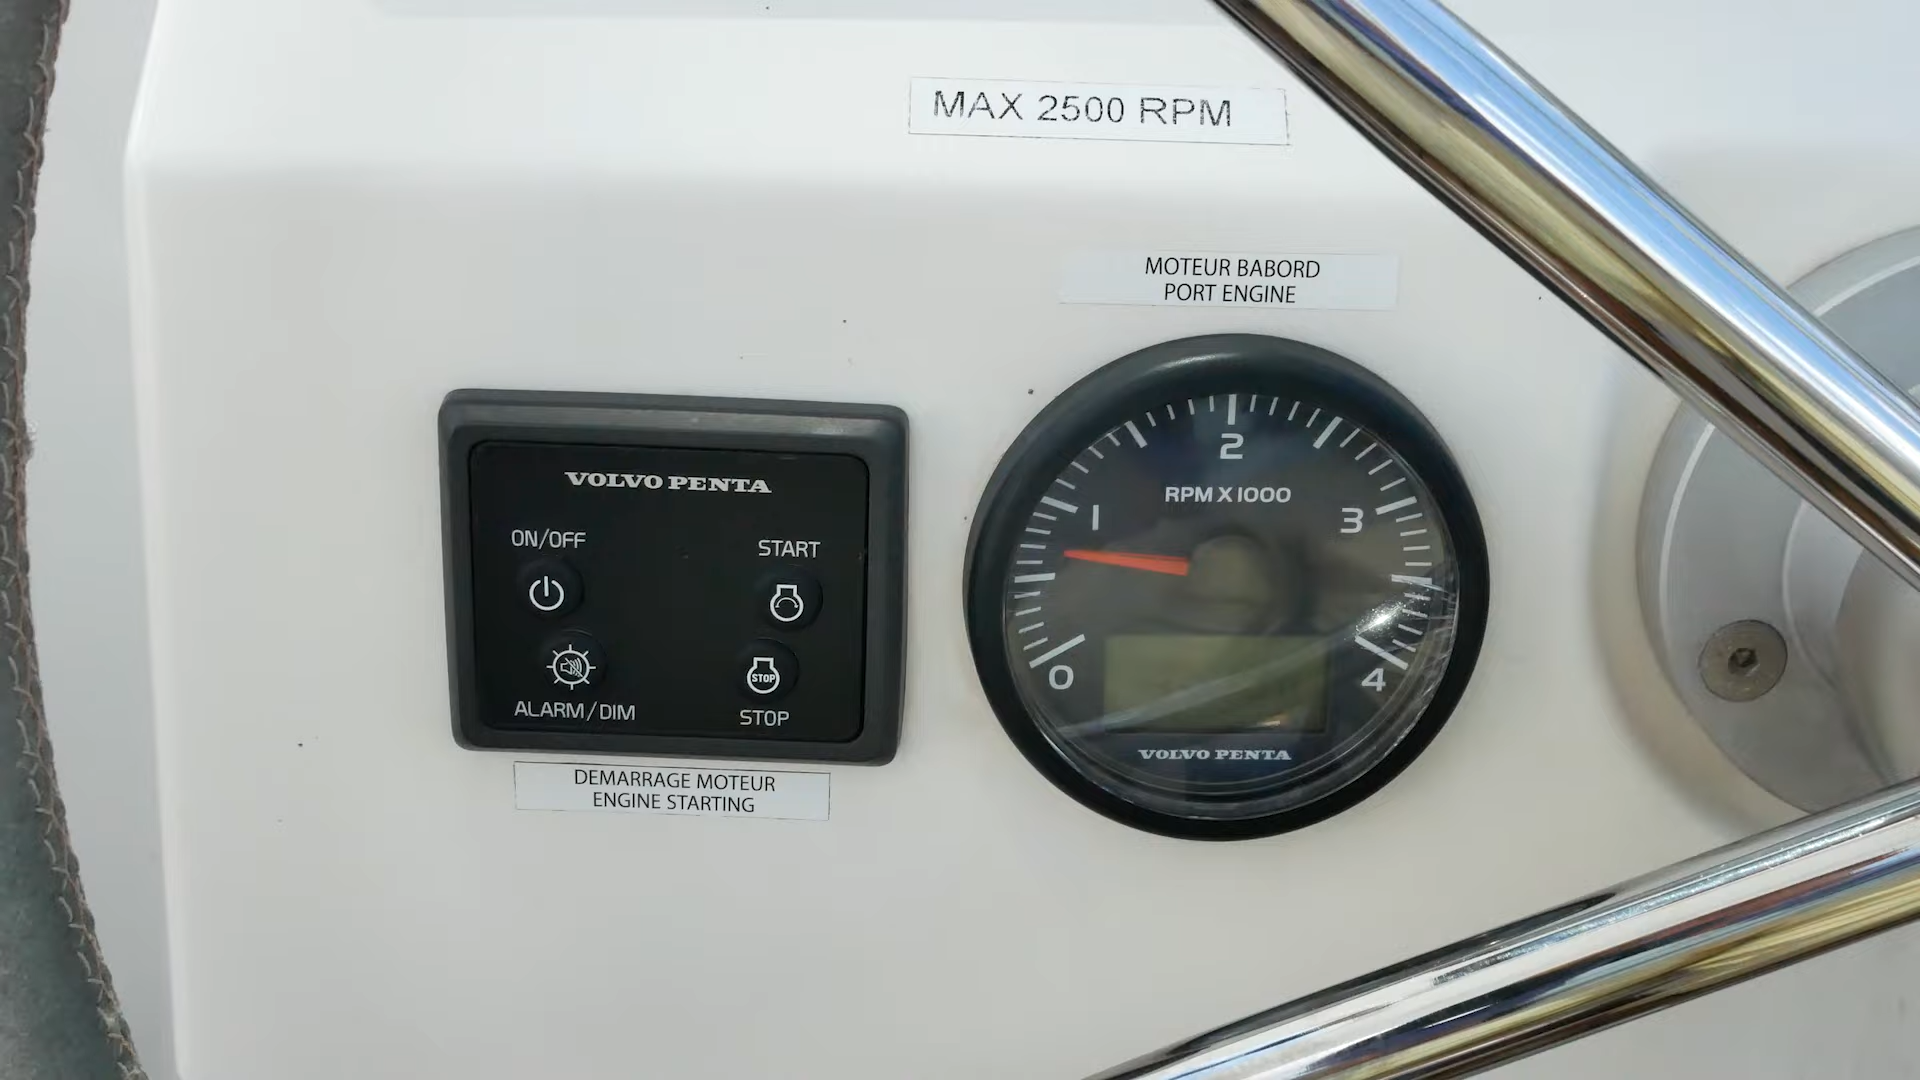 MAX 2500 RPM
MOTEUR BABORD
PORT ENGINE
VOLVO PENTA
ON/OFF
START
STOP
ALARM/DIM
STOP
DEMARRAGE MOTEUR
ENGINE STARTING
2
RPM X 1000
1
3
0
4
VOLVO PENTA